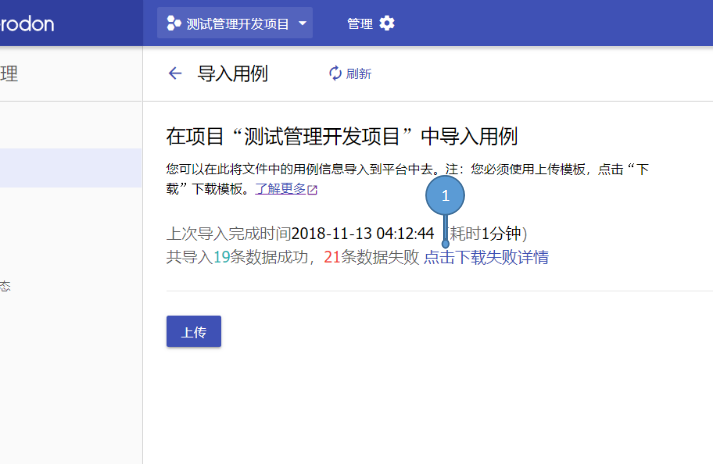 rodon
测试管理开发项目
管理
理
导入用例
刷新
在项目“测试管理开发项目”中导入用例
您可以在此将文件中的用例信息导入到平台中去。注：您必须使用上传模板，点击“下
载”下载模板。了解更多
1
上次导入完成时间2018-11-13 04:12:44（耗时1分钟）
共导入19条数据成功，21条数据失败 点击下载失败详情
态
上传